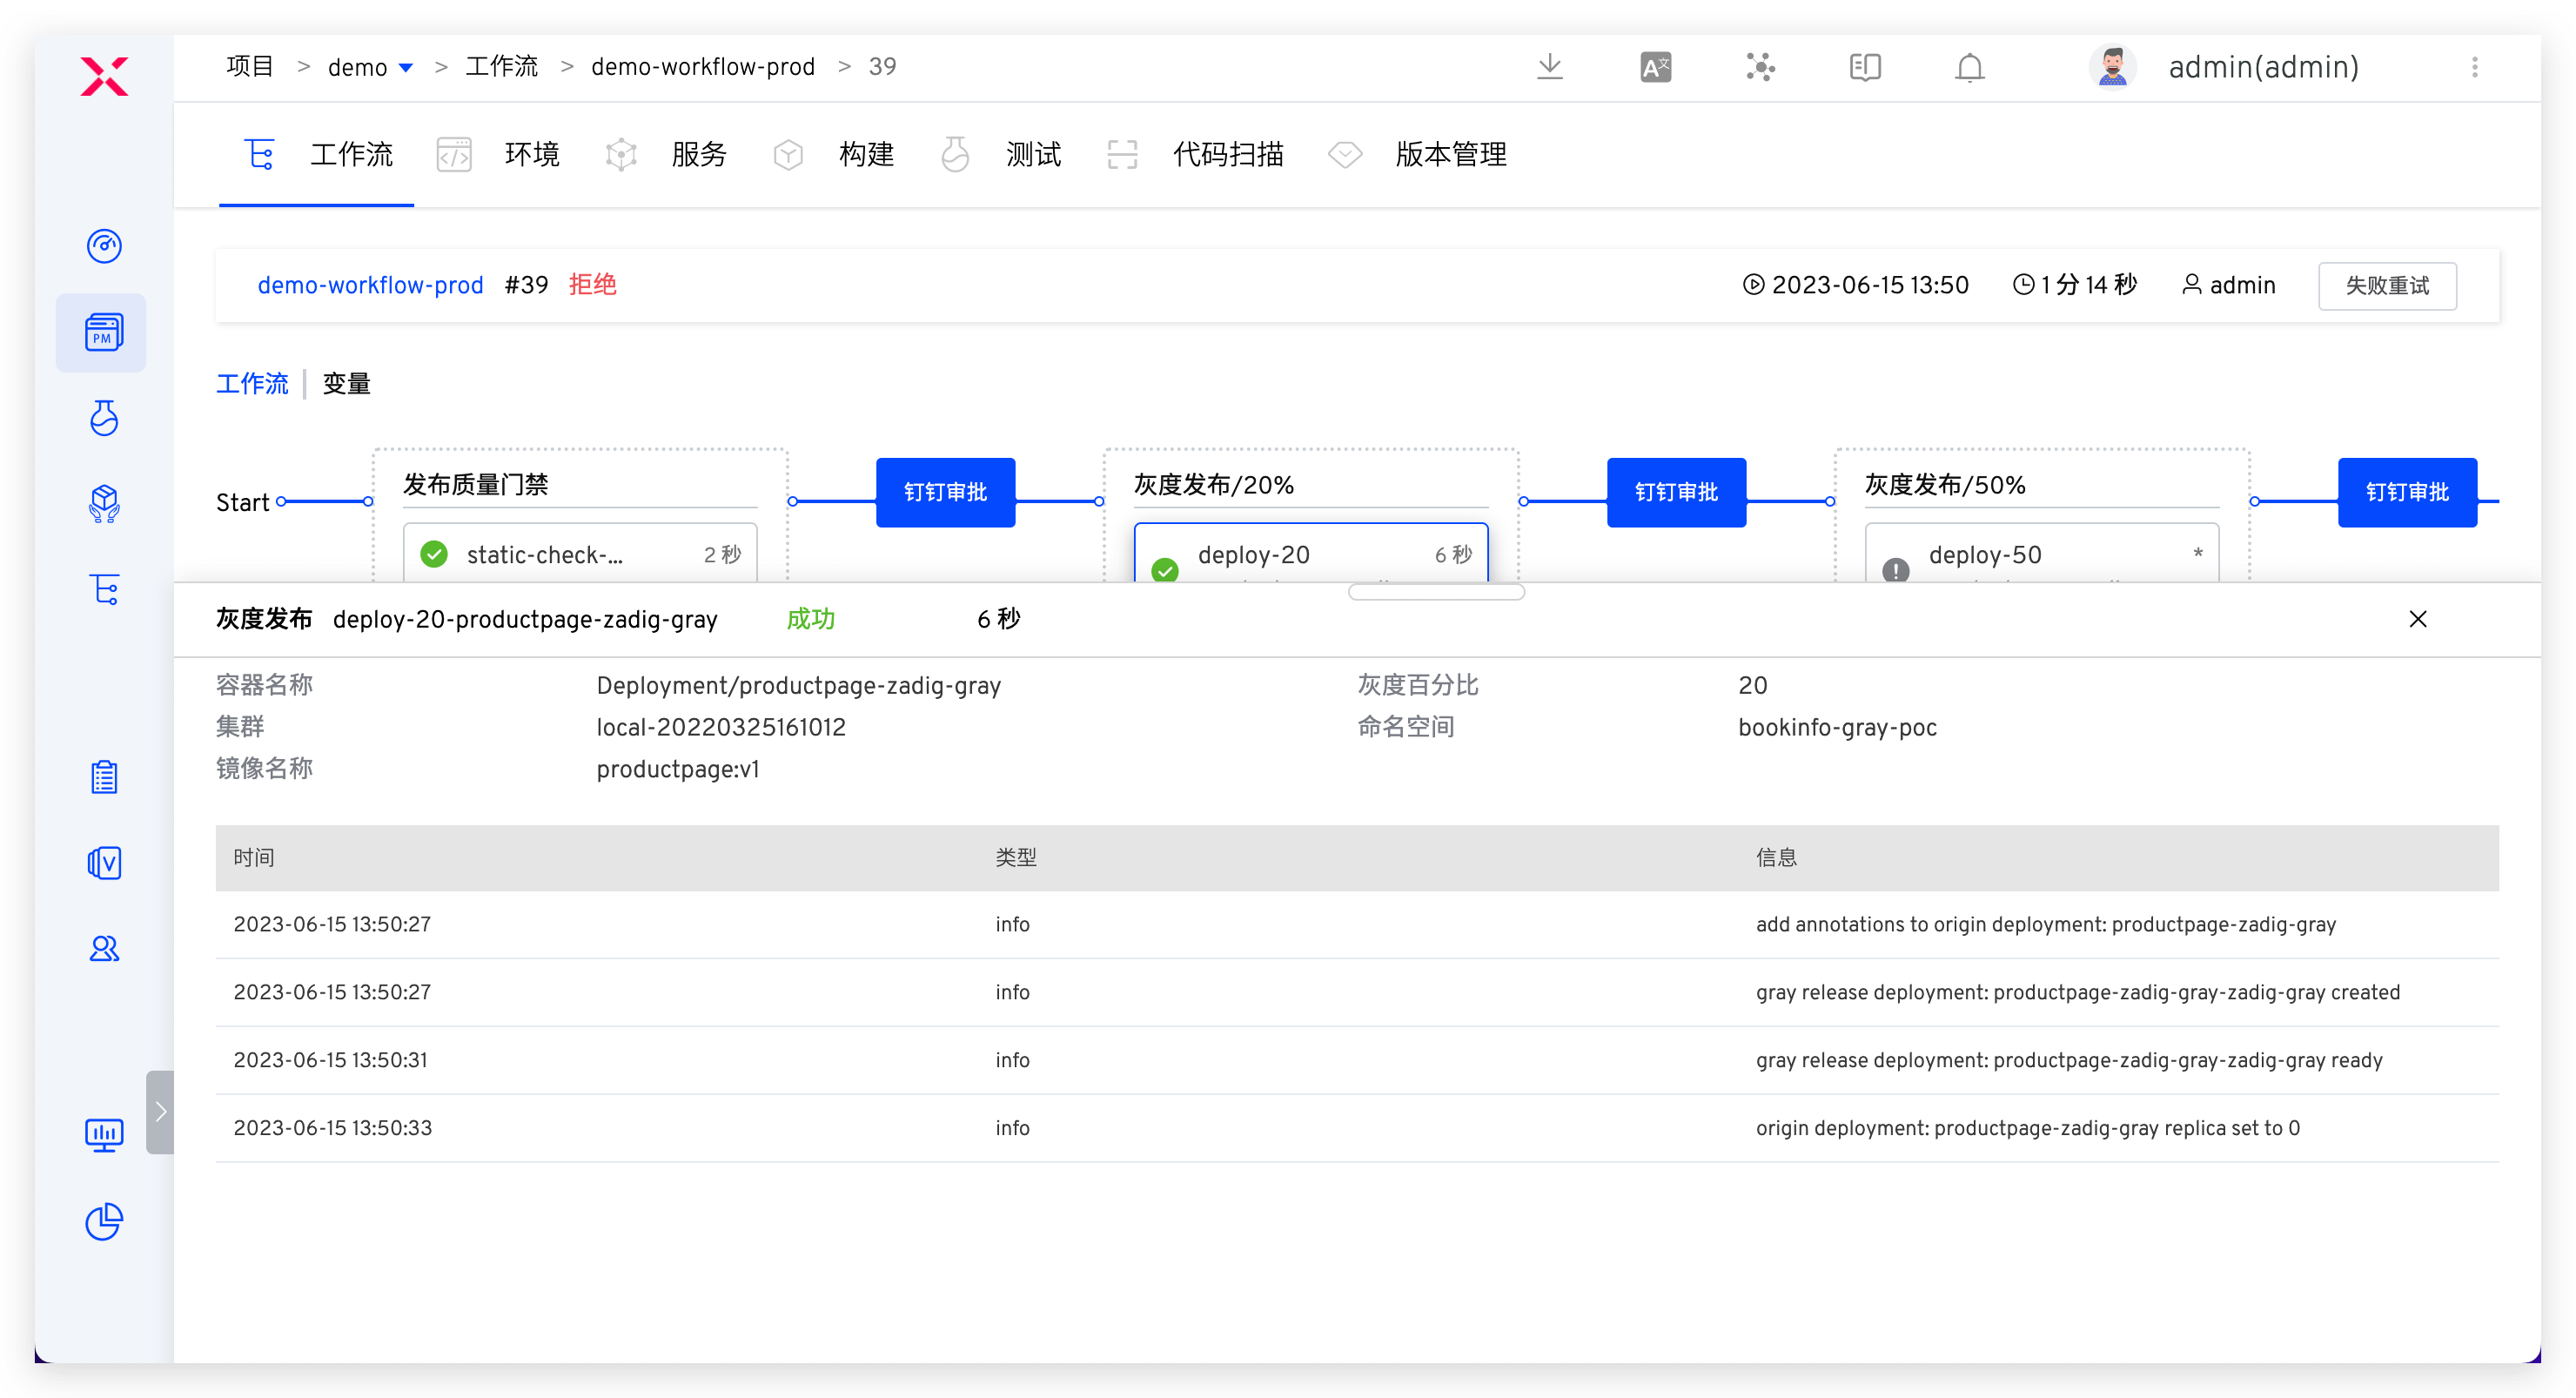 项目 > demo > 工作流 > demo-workflow-prod > 39
admin(admin)
工作流 环境 服务 构建 测试 代码扫描 版本管理
demo-workflow-prod #39 拒绝 2023-06-15 13:50 1 分 14 秒 admin 失败重试
PM
工作流 变量
Start 发布质量门禁 钉钉审批 灰度发布/20% 钉钉审批 灰度发布/50% 钉钉审批
static-check-... 2 秒 deploy-20 6 秒 deploy-50 *
灰度发布 deploy-20-productpage-zadig-gray 成功 6 秒
容器名称 Deployment/productpage-zadig-gray 灰度百分比 20
集群 local-20220325161012 命名空间 bookinfo-gray-poc
镜像名称 productpage:v1
时间 类型 信息
2023-06-15 13:50:27 info add annotations to origin deployment: productpage-zadig-gray
2023-06-15 13:50:27 info gray release deployment: productpage-zadig-gray-zadig-gray created
2023-06-15 13:50:31 info gray release deployment: productpage-zadig-gray-zadig-gray ready
2023-06-15 13:50:33 info origin deployment: productpage-zadig-gray replica set to 0